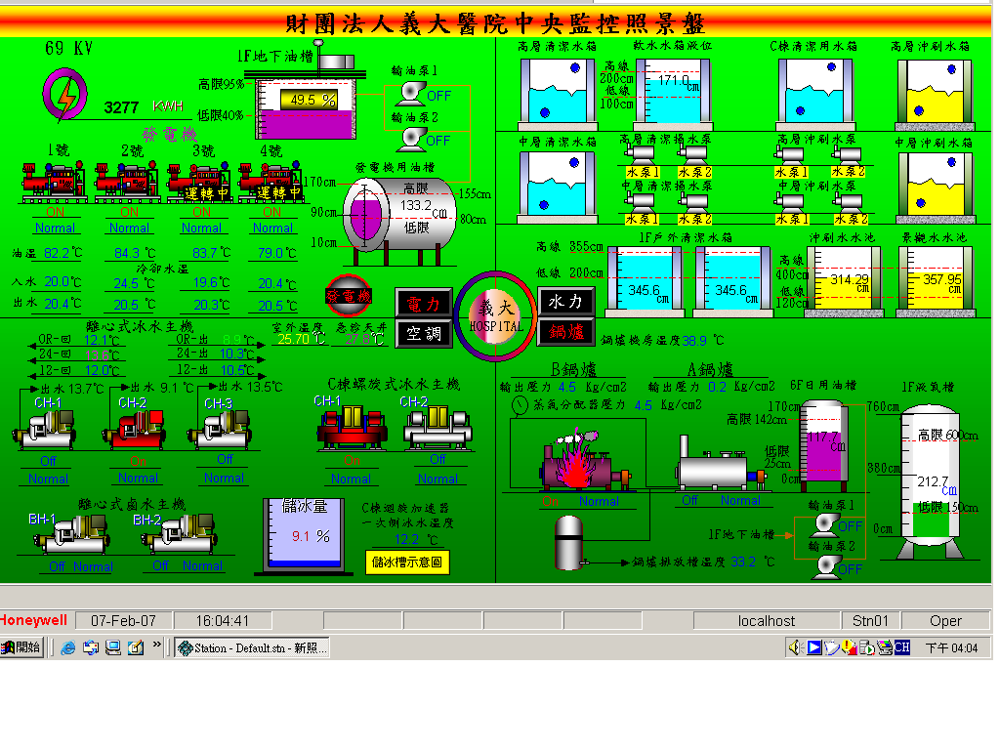 財團法人義大醫院中央監控照景盤
69 KV
3277 KWH
1F地下油槽
高限95%
49.5 %
低限40%
輸油泵1
OFF
輸油泵2
OFF
發電機
1號 2號 3號 4號
運轉中 運轉中
ON ON ON ON
Normal Normal Normal Normal
油溫 82.2 ℃ 84.3 ℃ 83.7 ℃ 79.0 ℃
冷卻水溫
入水 20.0 ℃ 24.5 ℃ 19.6 ℃ 20.4 ℃
出水 20.4 ℃ 20.5 ℃ 20.3 ℃ 20.5 ℃
發電機用油槽
170cm
高限
155cm
133.2 cm
90cm
80cm
低限
10cm
發電機
電力
空調
義大
HOSPITAL
水力
鍋爐
高層清潔水箱
軟水水箱液位
C棟清潔用水箱
高層沖刷水箱
高線
200cm
171.0 cm
低線
100cm
中層清潔水箱
高層清潔揚水泵
水泵1 水泵2
中層清潔揚水泵
水泵1 水泵2
高層沖刷水泵
水泵1 水泵2
中層沖刷水泵
水泵1 水泵2
中層沖刷水箱
1F戶外清潔水箱
高線 355cm
低線 200cm
345.6 cm
345.6 cm
沖刷水水池
高線
400cm
314.29 cm
低線
120cm
景觀水水池
357.95 cm
鍋爐機房溫度 38.9 ℃
離心式冰水主機
OR-回 12.1 ℃
24-回
12-回 12.0 ℃
OR-出 8.9 ℃
24-出 10.3 ℃
12-出 10.5 ℃
室外溫度
25.70 ℃
急診天井
27.8 ℃
出水 13.7℃
出水 9.1 ℃
出水 13.5℃
CH-1 CH-2 CH-3
Off On Off
Normal Normal Normal
C棟螺旋式冰水主機
CH-1 CH-2
On Off
Normal Normal
離心式鹵水主機
BH-1 BH-2
Off Normal Off Normal
儲冰量
9.1 %
一次側冰水溫度
12.2 ℃
儲冰槽示意圖
B鍋爐
輸出壓力 4.5 Kg/cm2
A鍋爐
輸出壓力 0.2 Kg/cm2
蒸氣分配器壓力 4.5 Kg/cm2
On Normal
Off Normal
鍋爐排放槽溫度 33.2 ℃
6F日用油槽
170cm
高限 142cm
117.7 cm
低限
25cm
0cm
1F地下油槽
輸油泵1
OFF
輸油泵2
OFF
1F液氧槽
760cm
高限 600cm
380cm
212.7 cm
低限 150cm
0cm
Honeywell 07-Feb-07 16:04:41 localhost Stn01 Oper
開始 » Station - Default.stn - 新照... CH 下午 04:04